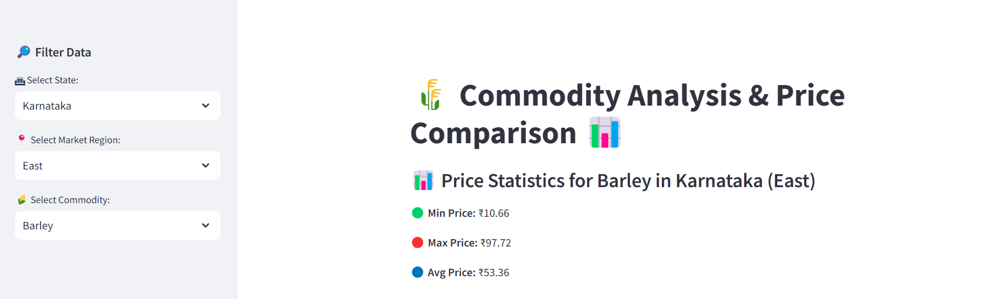 🔎 Filter Data
🏛 Select State:
Karnataka
📍 Select Market Region:
East
🌽 Select Commodity:
Barley
🌾 Commodity Analysis & Price
Comparison 📊
📊 Price Statistics for Barley in Karnataka (East)
🟢 Min Price: ₹10.66
🔴 Max Price: ₹97.72
🔵 Avg Price: ₹53.36